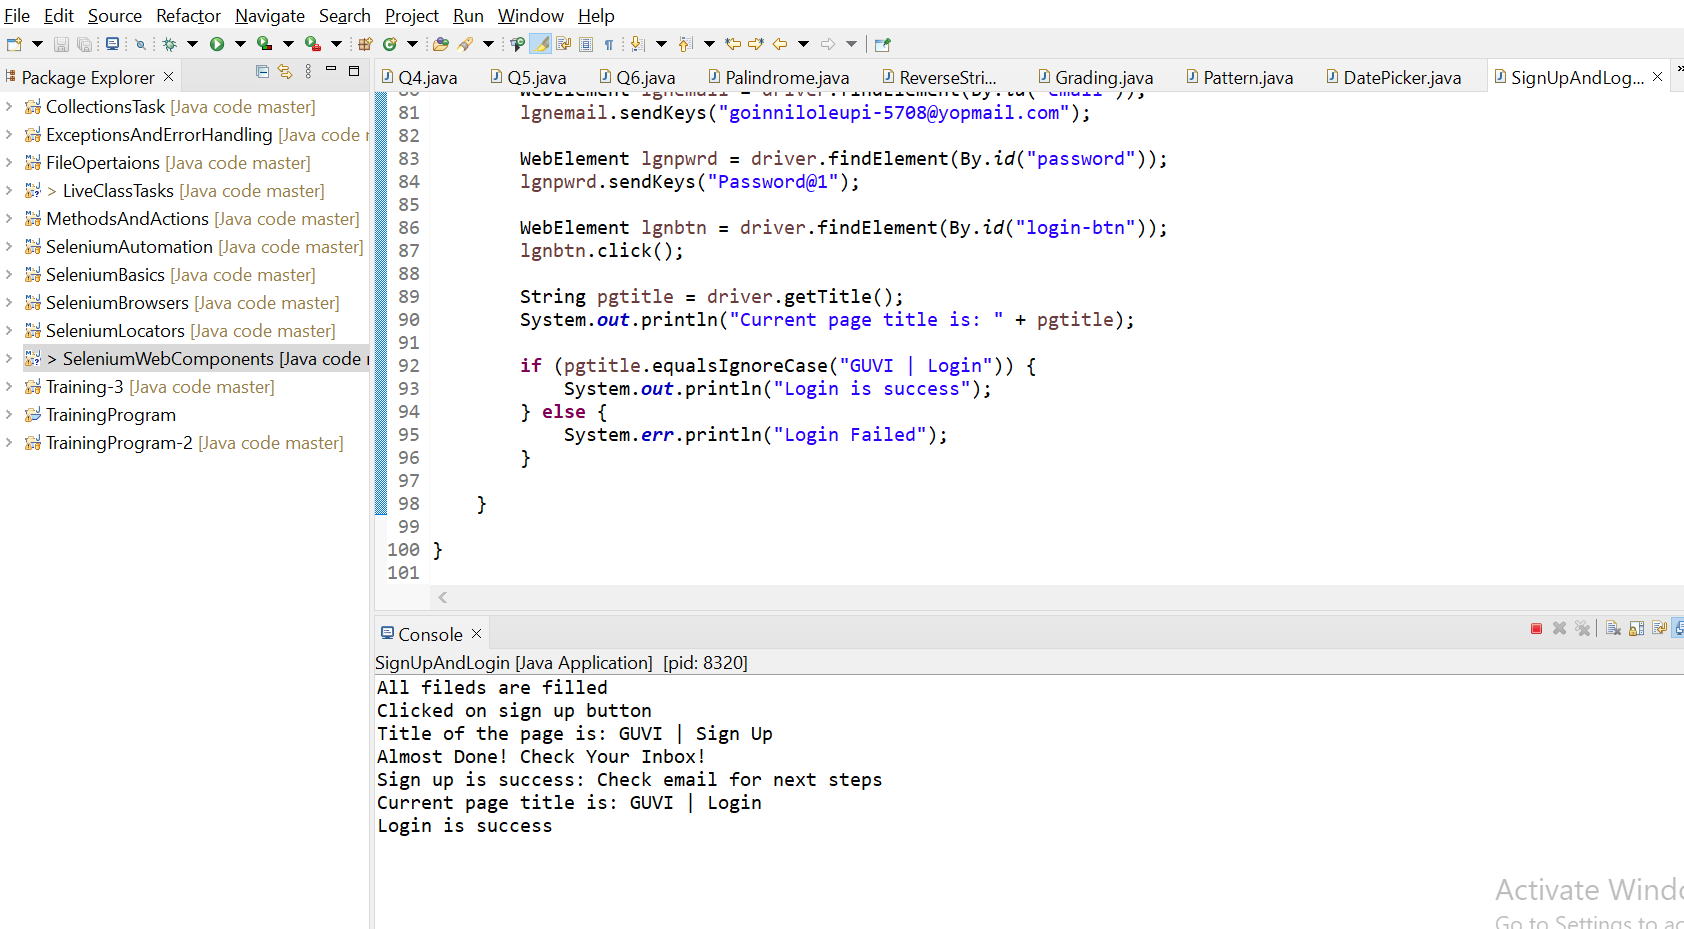 File Edit Source Refactor Navigate Search Project Run Window Help
Package Explorer
CollectionsTask [Java code master]
ExceptionsAndErrorHandling [Java code
FileOpertaions [Java code master]
> LiveClassTasks [Java code master]
MethodsAndActions [Java code master]
SeleniumAutomation [Java code master]
SeleniumBasics [Java code master]
SeleniumBrowsers [Java code master]
SeleniumLocators [Java code master]
> SeleniumWebComponents [Java code
Training-3 [Java code master]
TrainingProgram
TrainingProgram-2 [Java code master]
Q4.java Q5.java Q6.java Palindrome.java ReverseStri... Grading.java Pattern.java DatePicker.java SignUpAndLog...
80 WebElement lgnemail = driver.findElement(By.id("email"));
81 lgnemail.sendKeys("goinniloleupi-5708@yopmail.com");
82
83 WebElement lgnpwrd = driver.findElement(By.id("password"));
84 lgnpwrd.sendKeys("Password@1");
85
86 WebElement lgnbtn = driver.findElement(By.id("login-btn"));
87 lgnbtn.click();
88
89 String pgtitle = driver.getTitle();
90 System.out.println("Current page title is: " + pgtitle);
91
92 if (pgtitle.equalsIgnoreCase("GUVI | Login")) {
93 System.out.println("Login is success");
94 } else {
95 System.err.println("Login Failed");
96 }
97
98 }
99
100 }
101
Console
SignUpAndLogin [Java Application] [pid: 8320]
All fileds are filled
Clicked on sign up button
Title of the page is: GUVI | Sign Up
Almost Done! Check Your Inbox!
Sign up is success: Check email for next steps
Current page title is: GUVI | Login
Login is success
Activate Windo
Go to Settings to ac